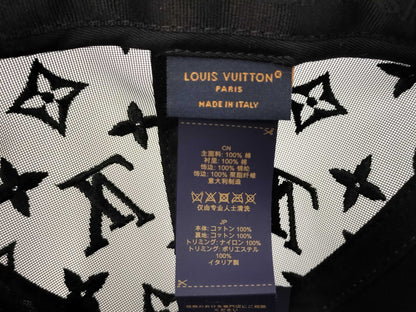 LOUIS VUITTON®
PARIS
MADE IN ITALY
CN
主面料: 100% 棉
衬里: 100% 棉
饰边: 100% 锦纶
饰边: 100% 聚酯纤维
意大利制造
仅由专业人士清洗
JP
本体: コットン 100%
裏地: コットン 100%
トリミング: ナイロン 100%
トリミング: ポリエステル
100%
イタリア製